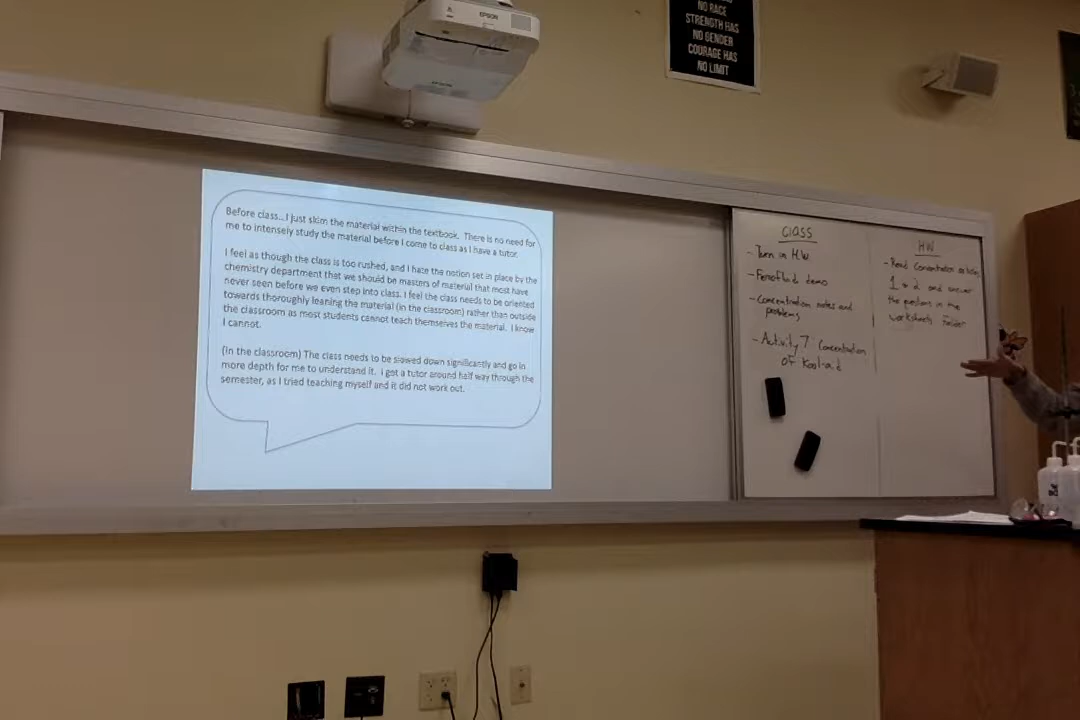 EPSON
NO RACE
STRENGTH HAS
NO GENDER
COURAGE HAS
NO LIMIT
Before class...I just skim the material within the textbook. There is no need for
me to intensely study the material before I come to class as I have a tutor.
I feel as though the class is too rushed, and I hate the notion set in place by the
chemistry department that we should be masters of material that most have
never seen before we even step into class. I feel the class needs to be oriented
towards thoroughly leaning the material (in the classroom) rather than outside
the classroom as most students cannot teach themselves the material. I know
I cannot.
(In the classroom) The class needs to be slowed down significantly and go in
more depth for me to understand it. I got a tutor around half way through the
semester, as I tried teaching myself and it did not work out.
CLASS
- Turn in H.W.
- Ferrofluid demo
- Concentration notes and
problems
- Activity 7 Concentration
of Kool-aid
HW
- Read Concentration
1 & 2 and answer
the questions in the
worksheets folder